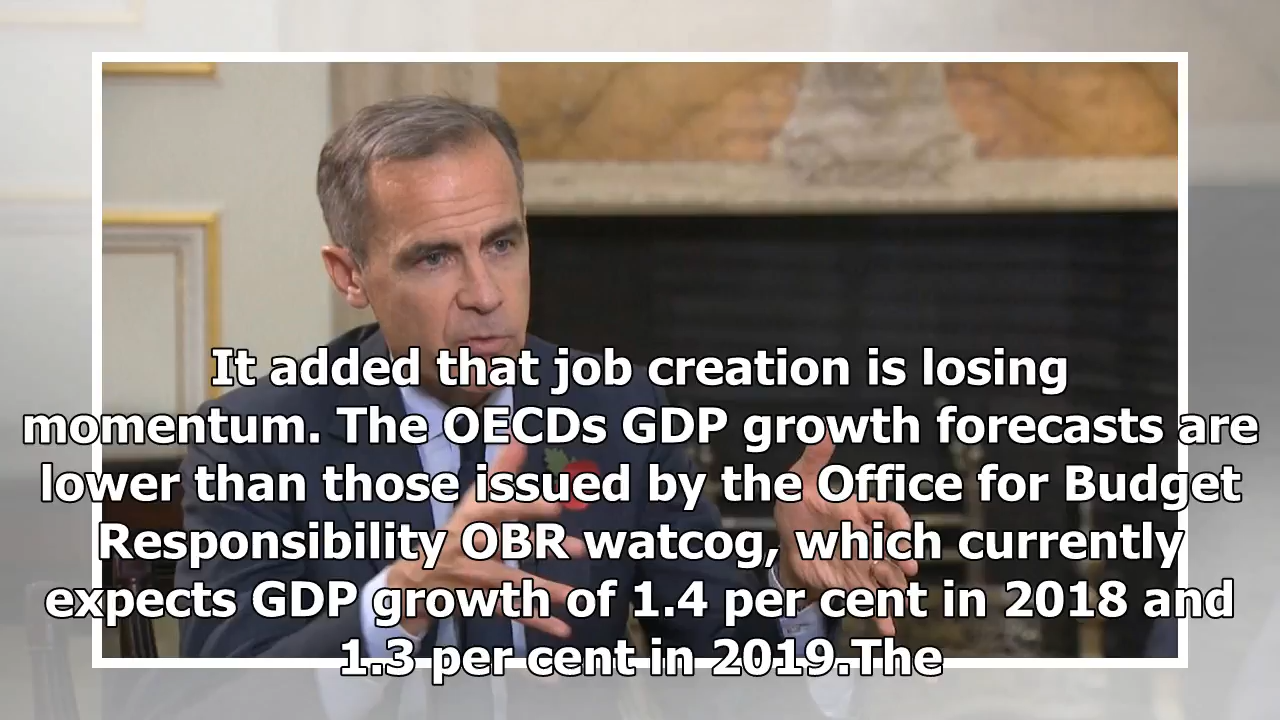 It added that job creation is losing
momentum. The OECDs GDP growth forecasts are
lower than those issued by the Office for Budget
Responsibility OBR watcog, which currently
expects GDP growth of 1.4 per cent in 2018 and
1.3 per cent in 2019.The